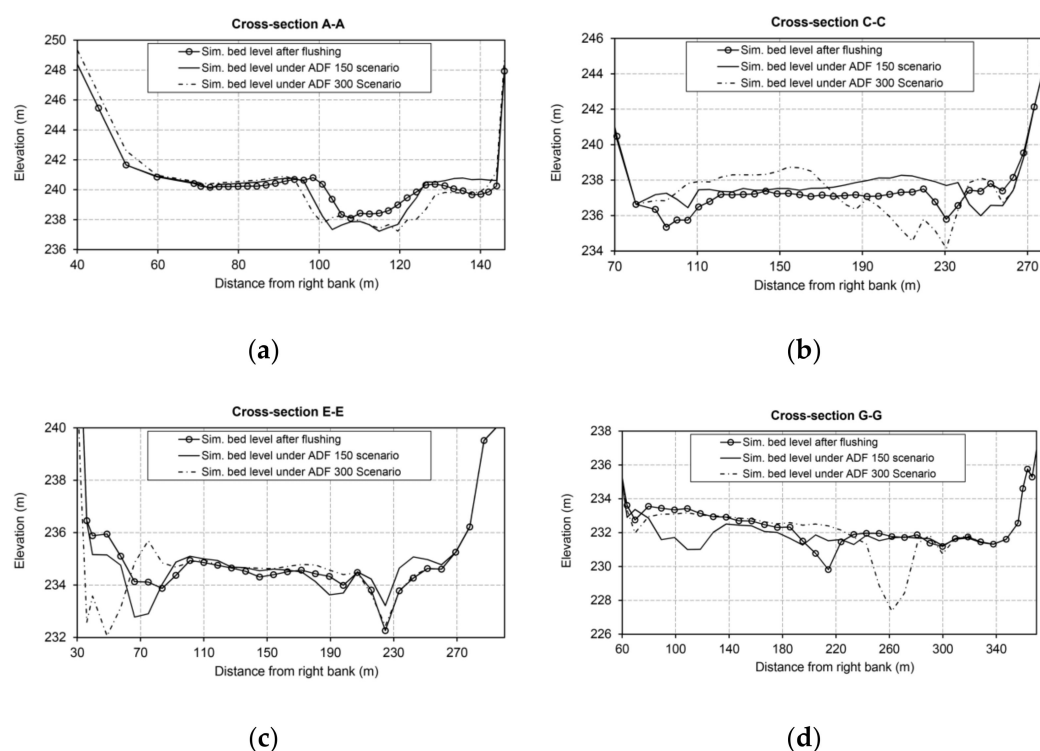 Cross-section A-A
Sim. bed level after flushing
Sim. bed level under ADF 150 scenario
Sim. bed level under ADF 300 Scenario
Elevation (m)
250
248
246
244
242
240
238
236
40 60 80 100 120 140
Distance from right bank (m)
(a)
Cross-section C-C
Sim. bed level after flushing
Sim. bed level under ADF 150 scenario
Sim. bed level under ADF 300 Scenario
Elevation (m)
246
244
242
240
238
236
234
70 110 150 190 230 270
Distance from right bank (m)
(b)
Cross-section E-E
Sim. bed level after flushing
Sim. bed level under ADF 150 scenario
Sim. bed level under ADF 300 Scenario
Elevation (m)
240
238
236
234
232
30 70 110 150 190 230 270
Distance from right bank (m)
(c)
Cross-section G-G
Sim. bed level after flushing
Sim. bed level under ADF 150 scenario
Sim. bed level under ADF 300 Scenario
Elevation (m)
238
236
234
232
230
228
226
60 100 140 180 220 260 300 340
Distance from right bank (m)
(d)